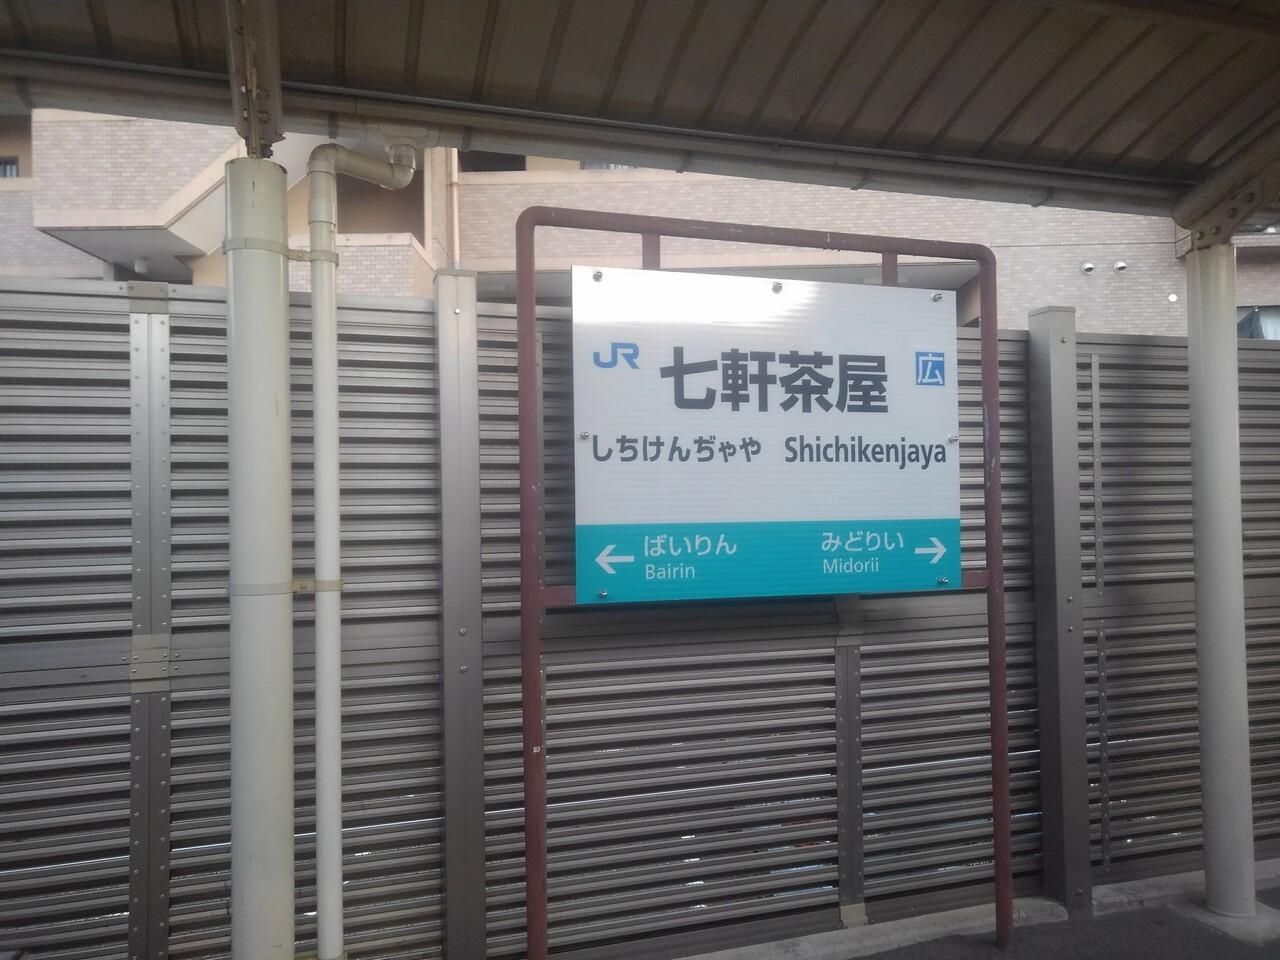 JR 七軒茶屋 広
しちけんぢゃや Shichikenjaya
← ばいりん みどりい →
Bairin Midorii